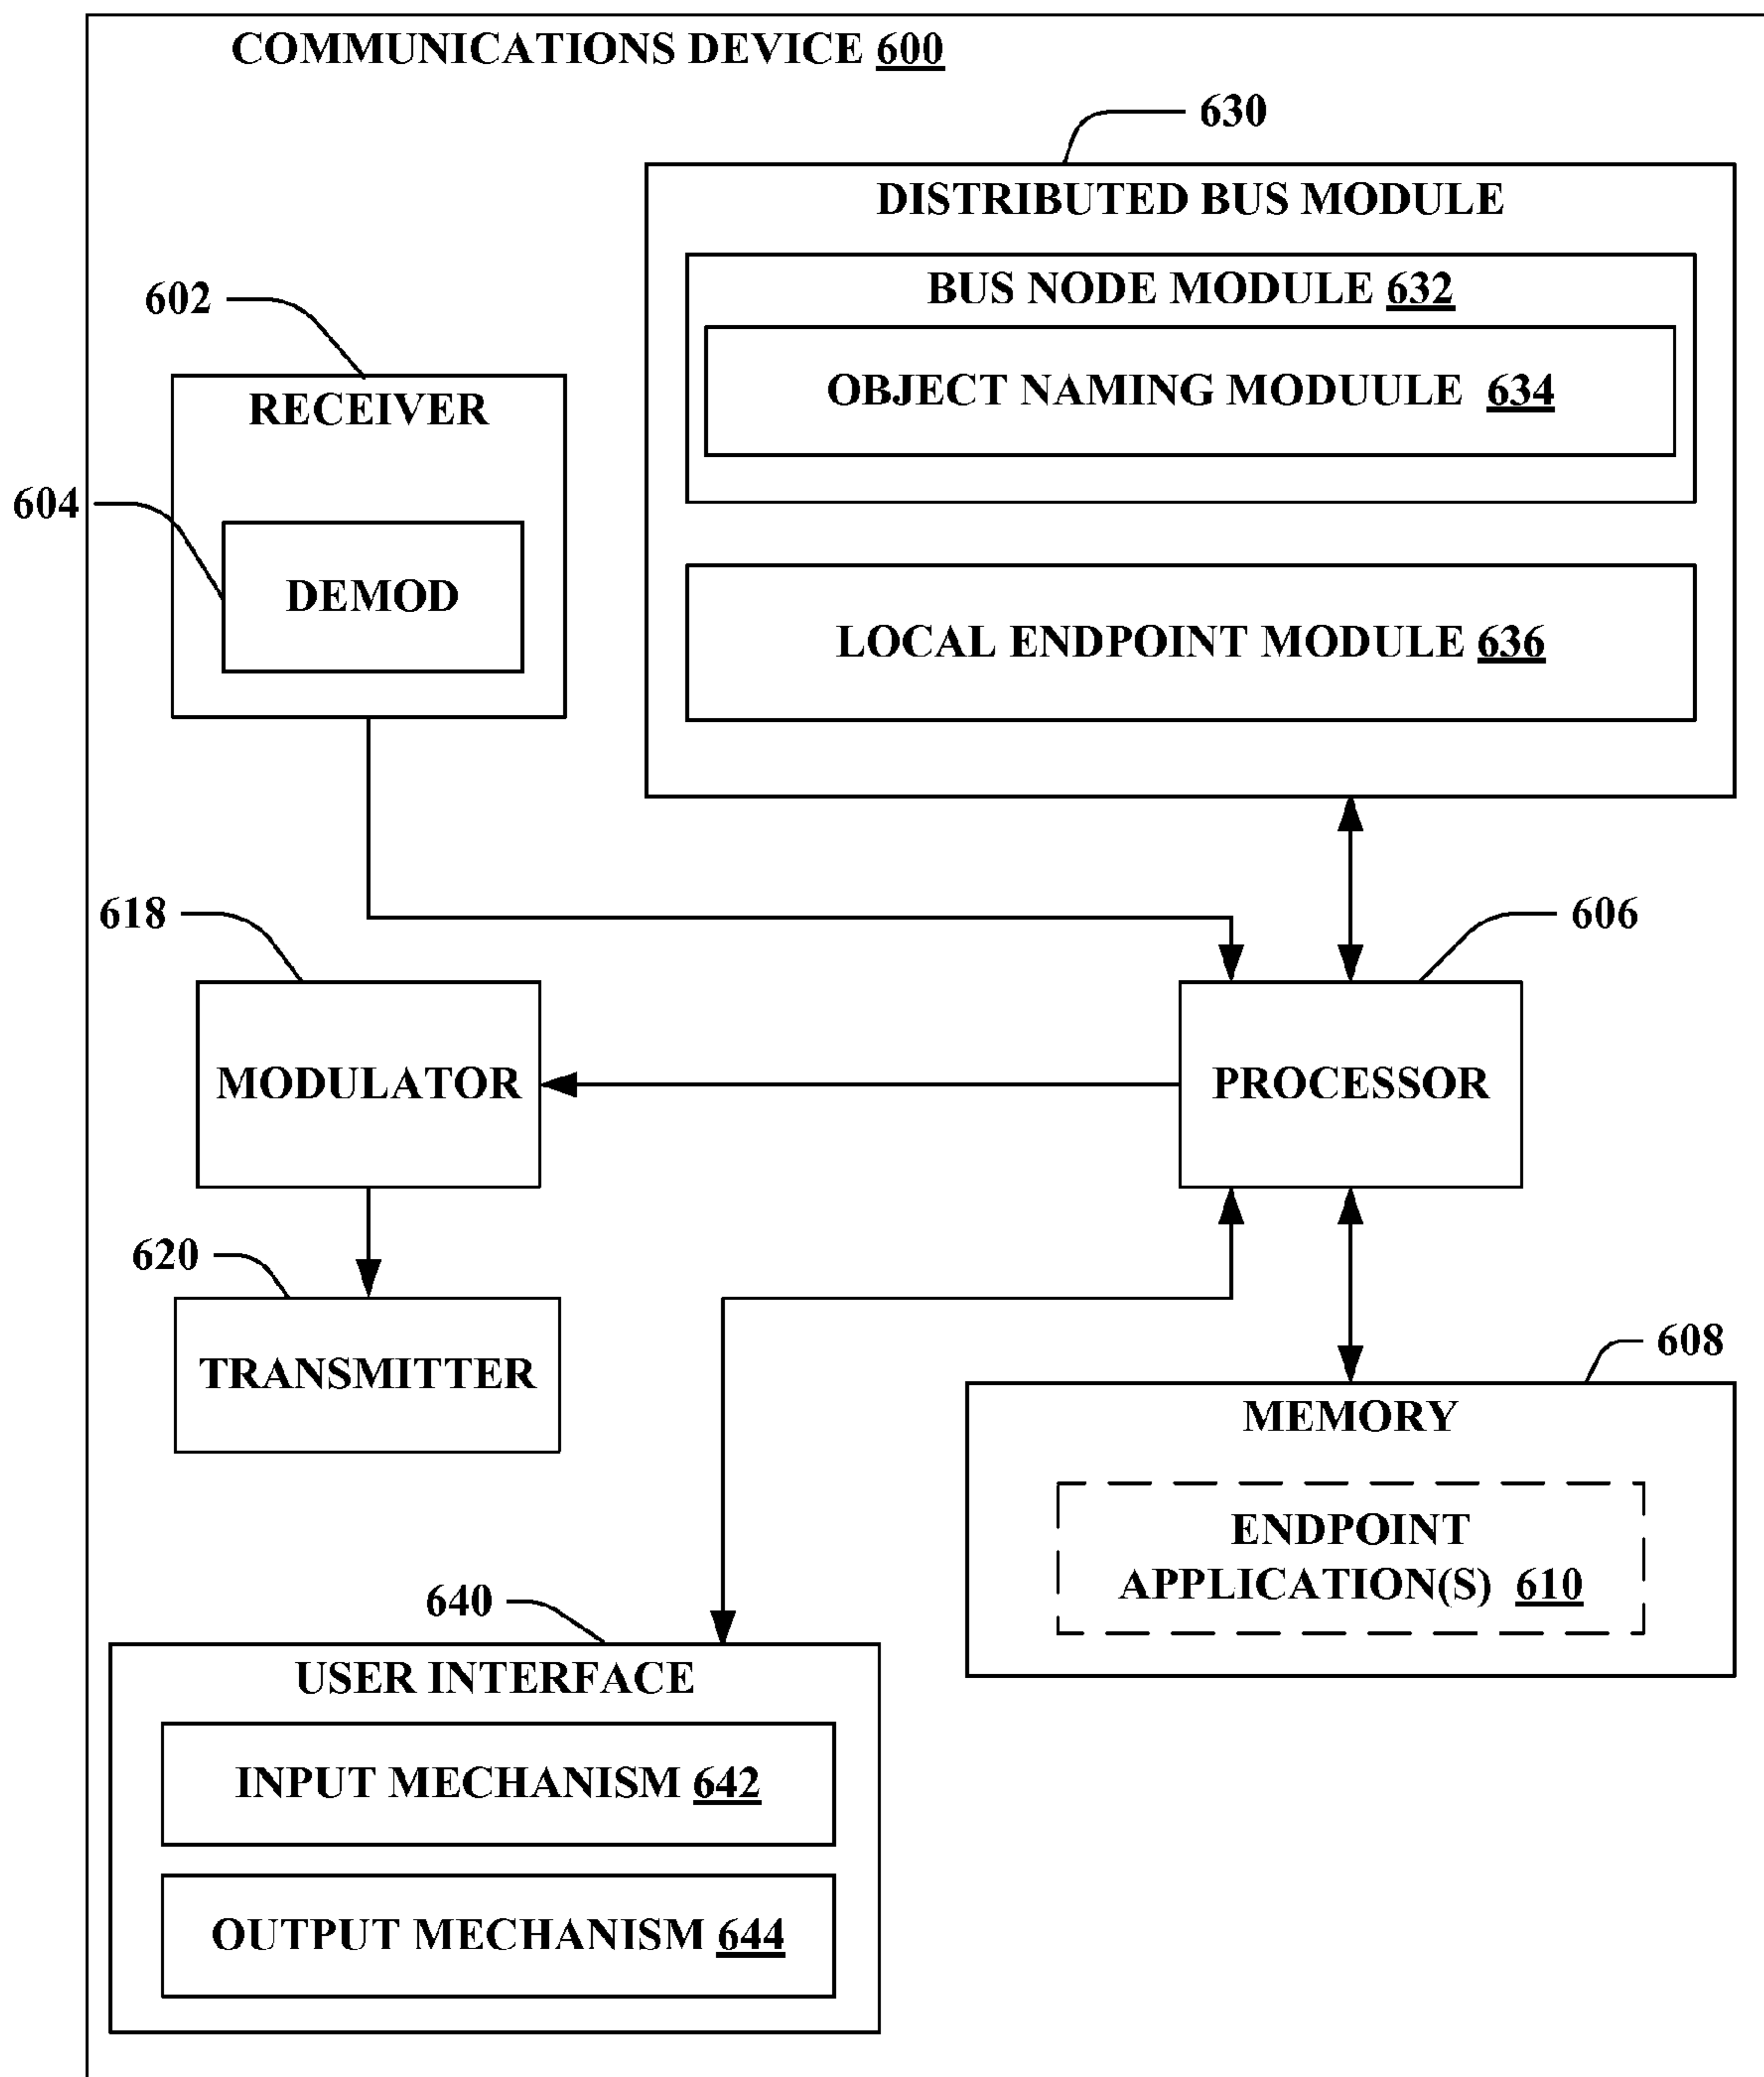 COMMUNICATIONS DEVICE 600
630
DISTRIBUTED BUS MODULE
BUS NODE MODULE 632
602
OBJECT NAMING MODUULE 634
RECEIVER
604
DEMOD
LOCAL ENDPOINT MODULE 636
618
606
MODULATOR
PROCESSOR
620
TRANSMITTER
608
MEMORY
ENDPOINT
APPLICATION(S) 610
640
USER INTERFACE
INPUT MECHANISM 642
OUTPUT MECHANISM 644